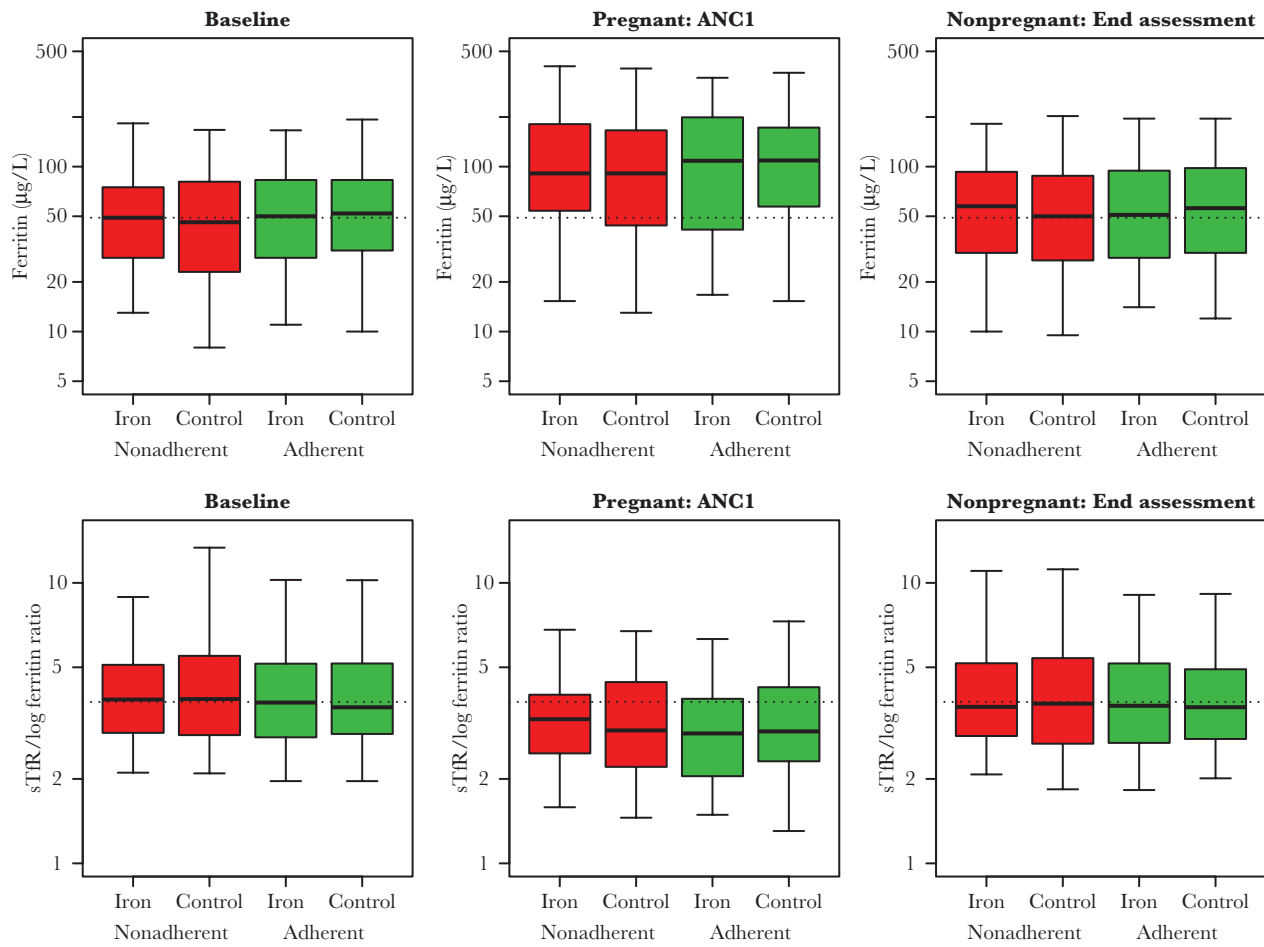 Baseline
Pregnant: ANC1
Nonpregnant: End assessment
Ferritin (μg/L)
500
100
50
20
10
5
Iron Control Iron Control
Nonadherent Adherent
Ferritin (μg/L)
500
100
50
20
10
5
Iron Control Iron Control
Nonadherent Adherent
Ferritin (μg/L)
500
100
50
20
10
5
Iron Control Iron Control
Nonadherent Adherent
Baseline
Pregnant: ANC1
Nonpregnant: End assessment
sTfR/log ferritin ratio
10
5
2
1
Iron Control Iron Control
Nonadherent Adherent
sTfR/log ferritin ratio
10
5
2
1
Iron Control Iron Control
Nonadherent Adherent
sTfR/log ferritin ratio
10
5
2
1
Iron Control Iron Control
Nonadherent Adherent